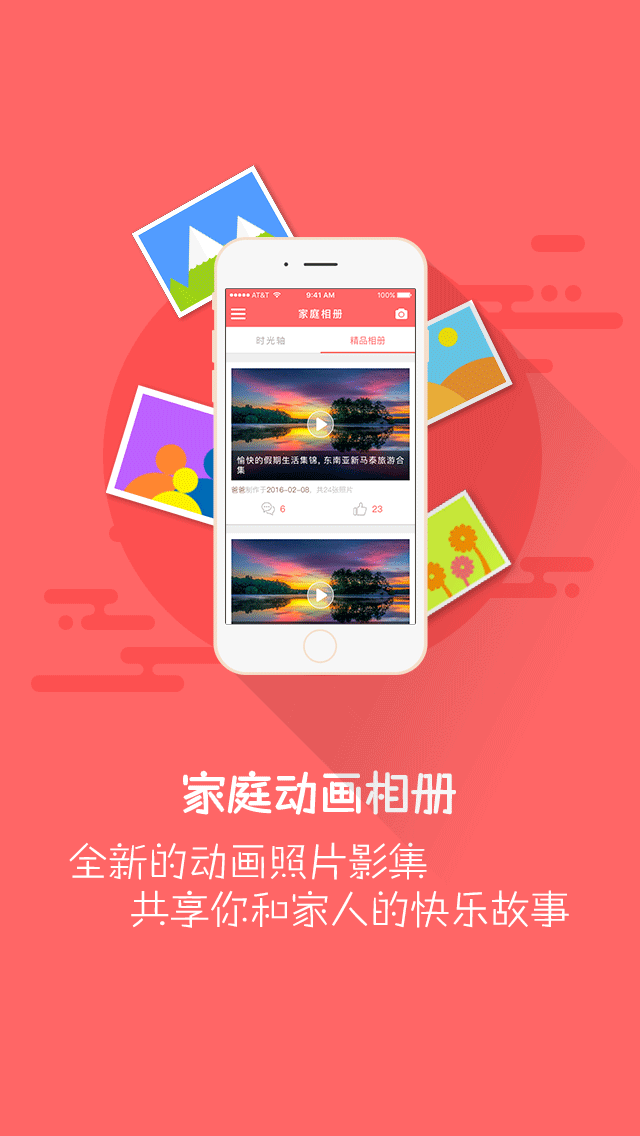 AT&T 9:41 AM 100%
家庭相册
时光轴 精品相册
愉快的假期生活集锦,东南亚新马泰旅游合
集
爸爸制作于2016-02-08, 共24张照片
6 23
家庭动画相册
全新的动画照片影集
共享你和家人的快乐故事